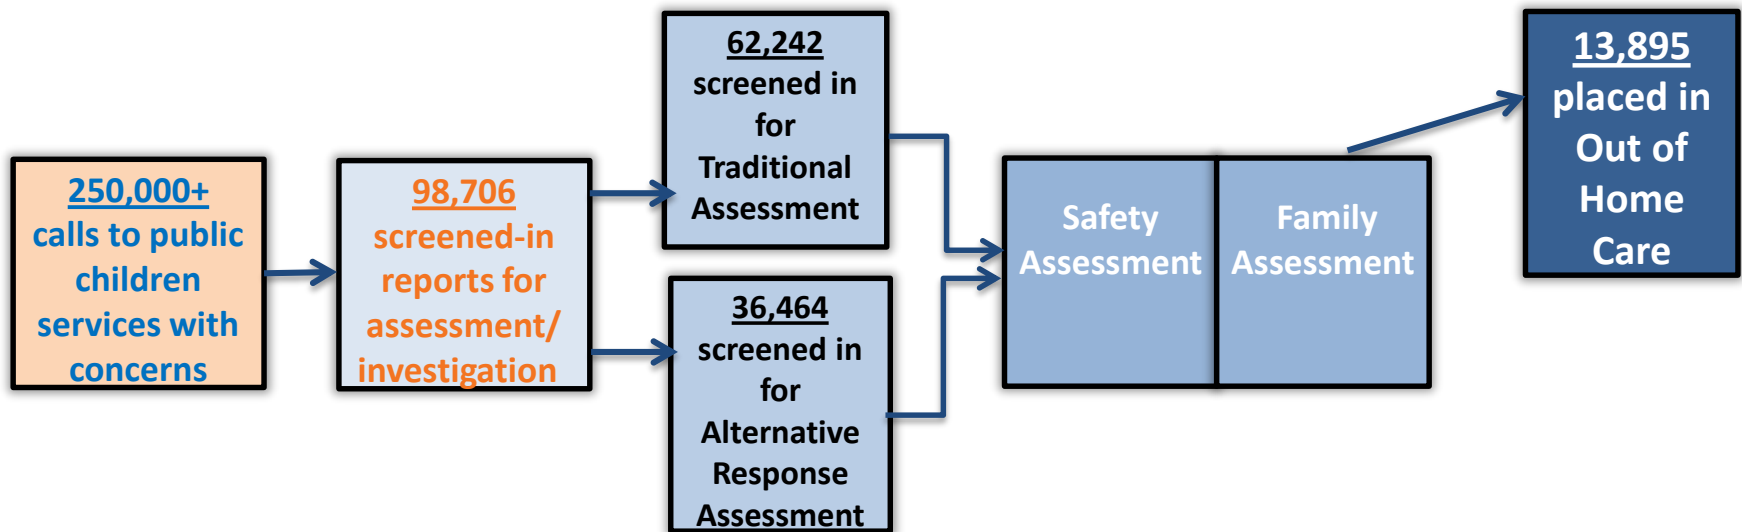 250,000+
calls to public
children
services with
concerns
98,706
screened-in
reports for
assessment/
investigation
62,242
screened in
for
Traditional
Assessment
36,464
screened in
for
Alternative
Response
Assessment
Safety
Assessment
Family
Assessment
13,895
placed in
Out of
Home
Care